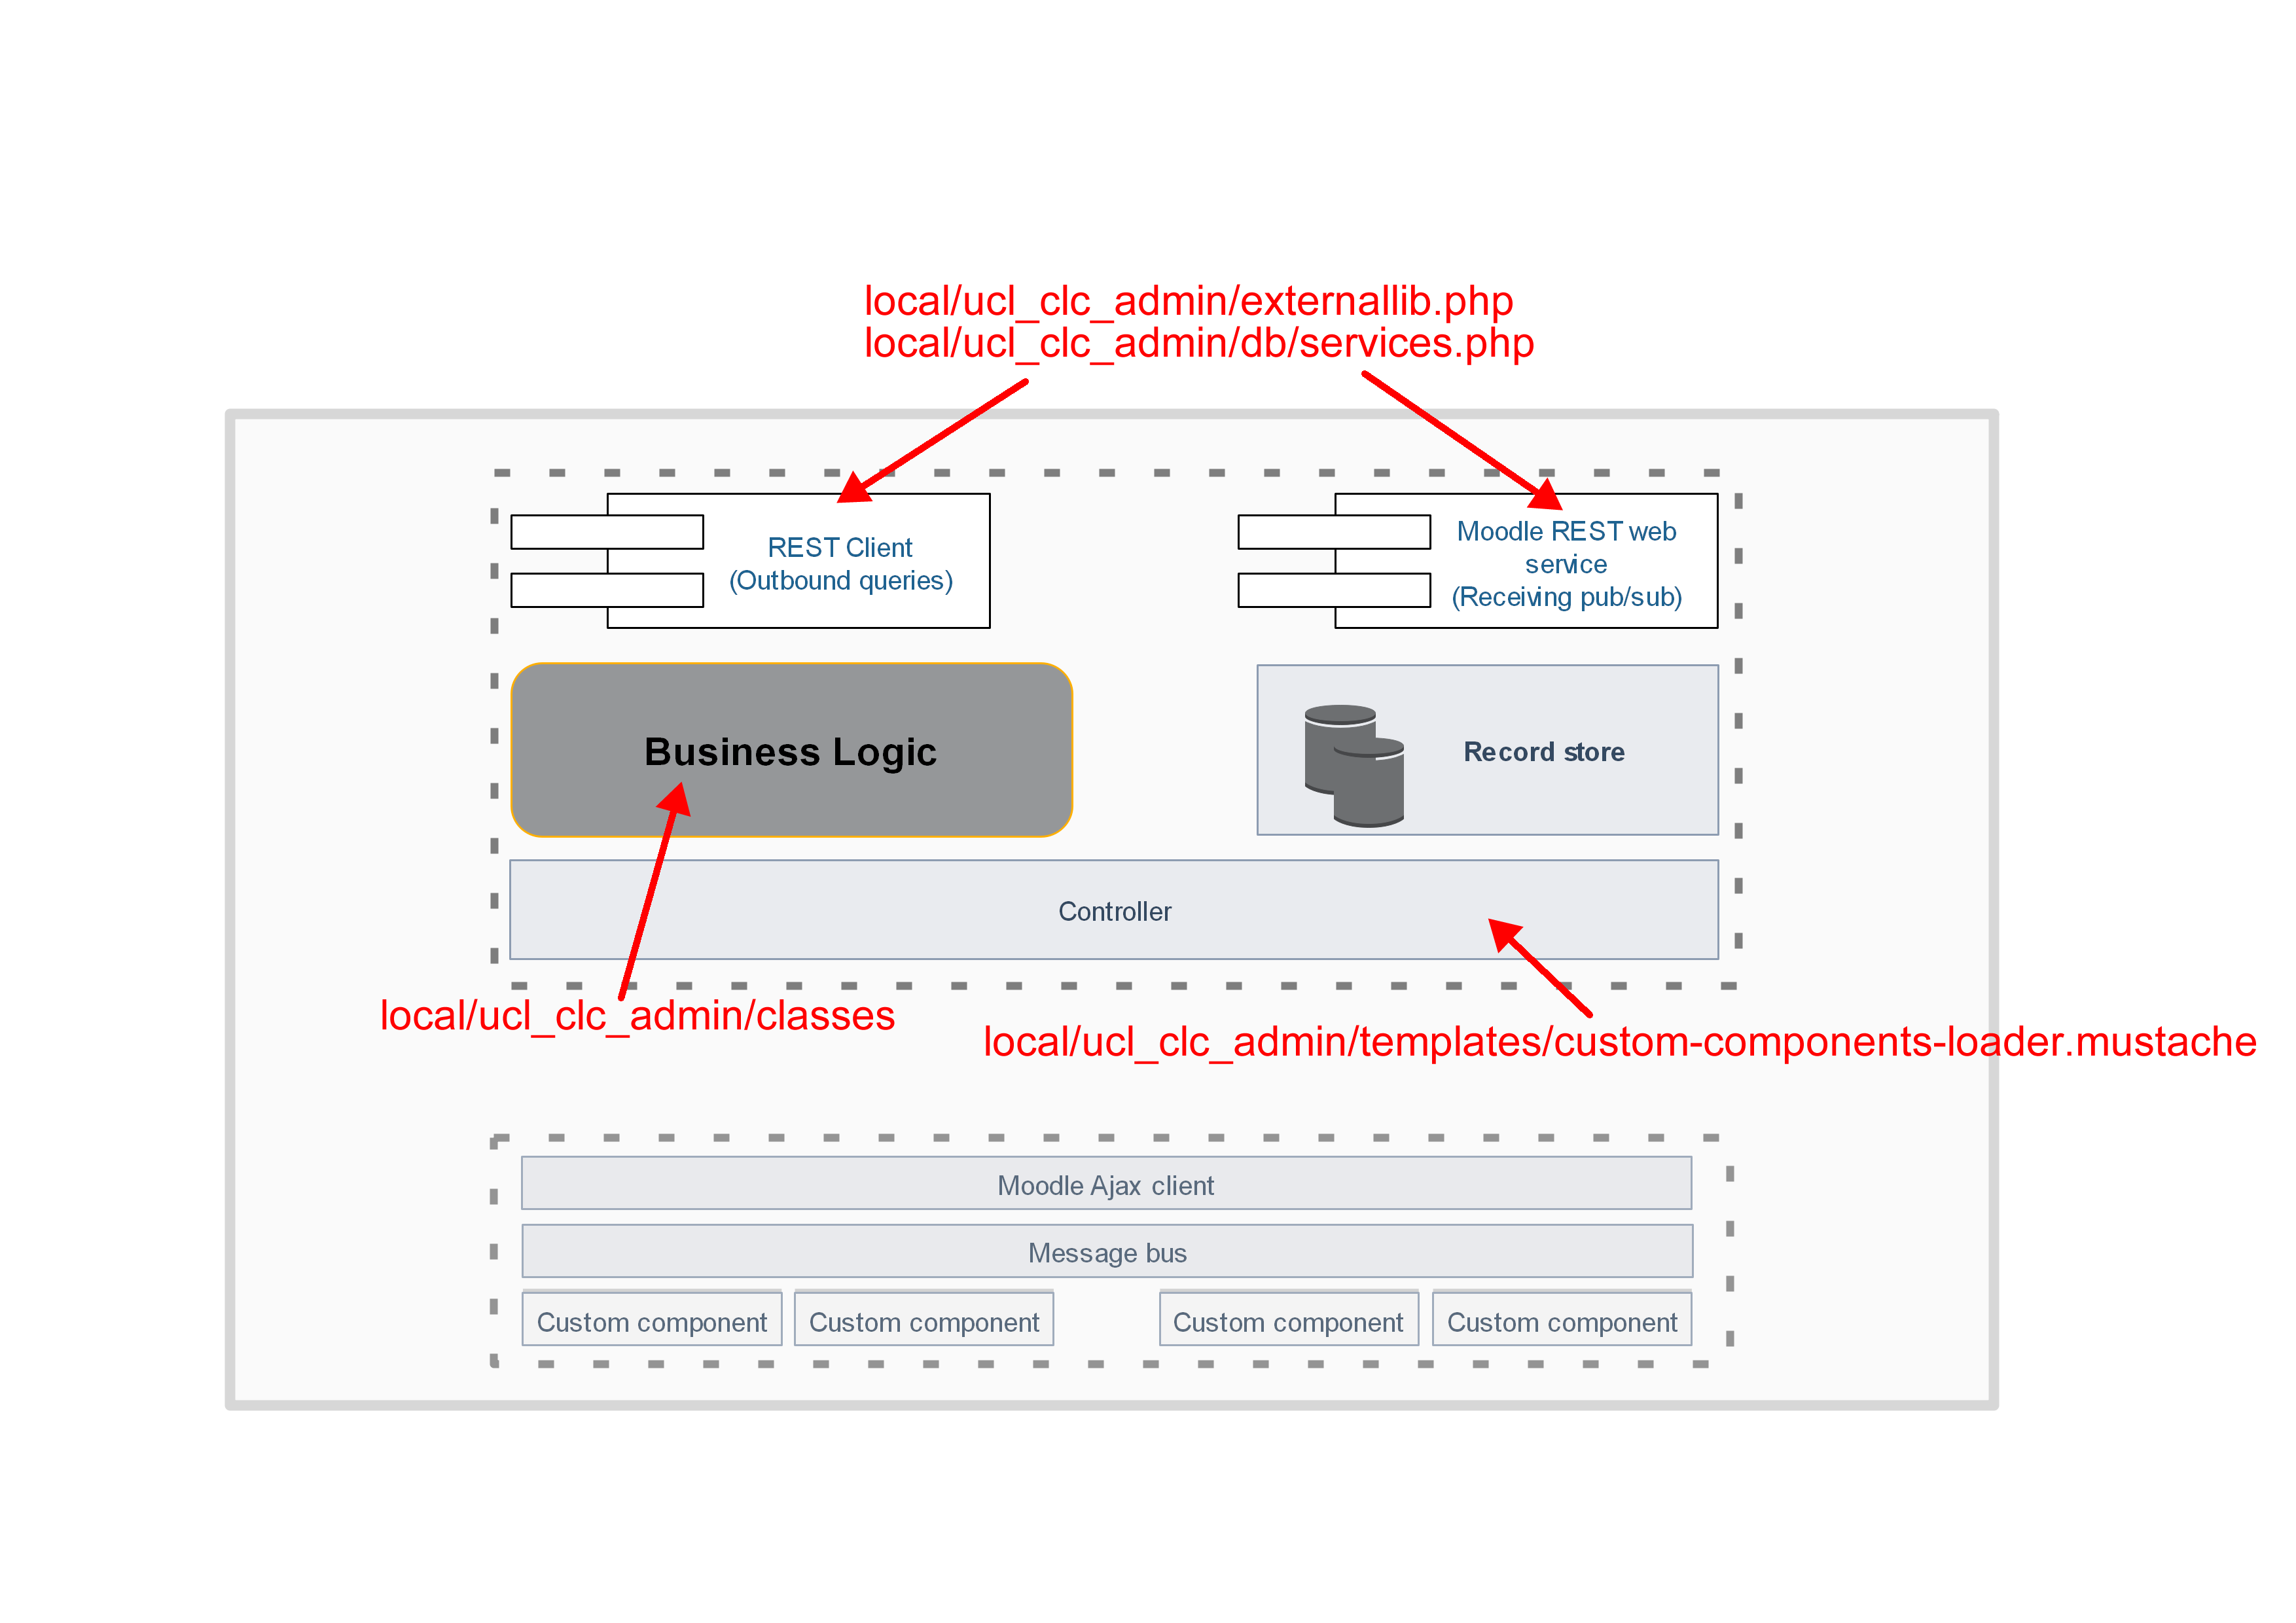 local/ucl_clc_admin/externallib.php
local/ucl_clc_admin/db/services.php
REST Client
(Outbound queries)
Moodle REST web
service
(Receiving pub/sub)
Business Logic
Record store
Controller
local/ucl_clc_admin/classes
local/ucl_clc_admin/templates/custom-components-loader.mustache
Moodle Ajax client
Message bus
Custom component
Custom component
Custom component
Custom component